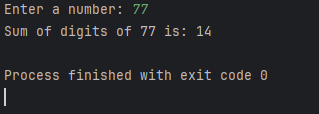 Enter a number: 77
Sum of digits of 77 is: 14
Process finished with exit code 0